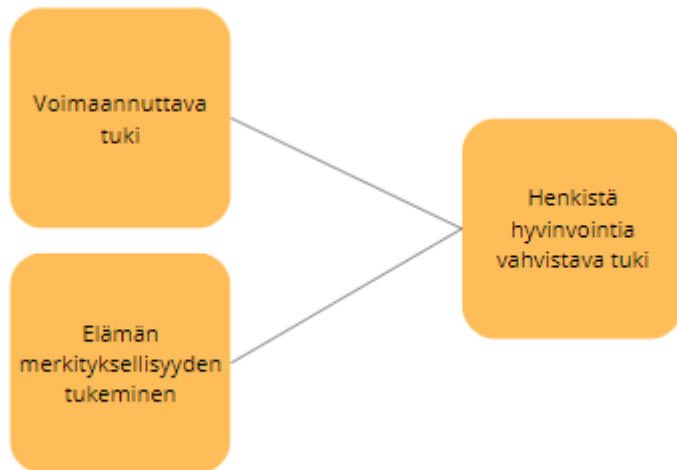 Voimaannuttava
tuki
Henkistä
hyvinvointia
vahvistava tuki
Elämän
merkityksellisyyden
tukeminen